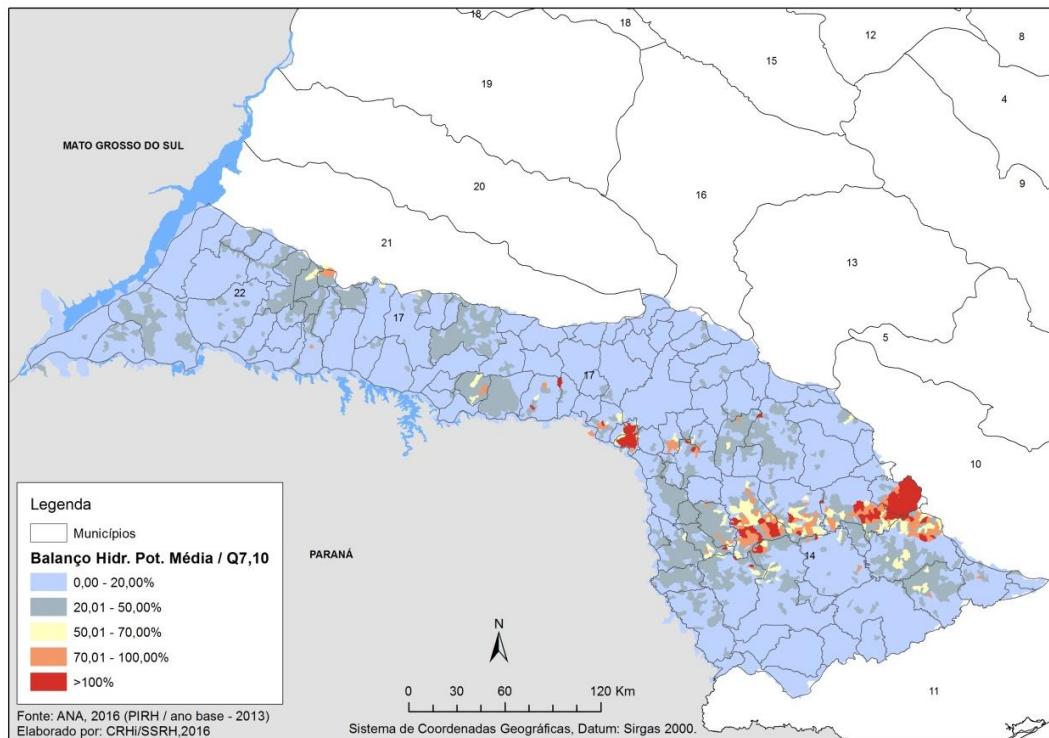 18
18
12
8
15
19
4
MATO GROSSO DO SUL
9
20
16
21
13
22
17
5
17
10
Legenda
Municípios
Balanço Hidr. Pot. Média / Q7,10
0,00 - 20,00%
20,01 - 50,00%
50,01 - 70,00%
70,01 - 100,00%
>100%
PARANÁ
14
N
0 30 60 120 Km
11
Fonte: ANA, 2016 (PIRH / ano base - 2013)
Elaborado por: CRHi/SSRH,2016
Sistema de Coordenadas Geográficas, Datum: Sirgas 2000.